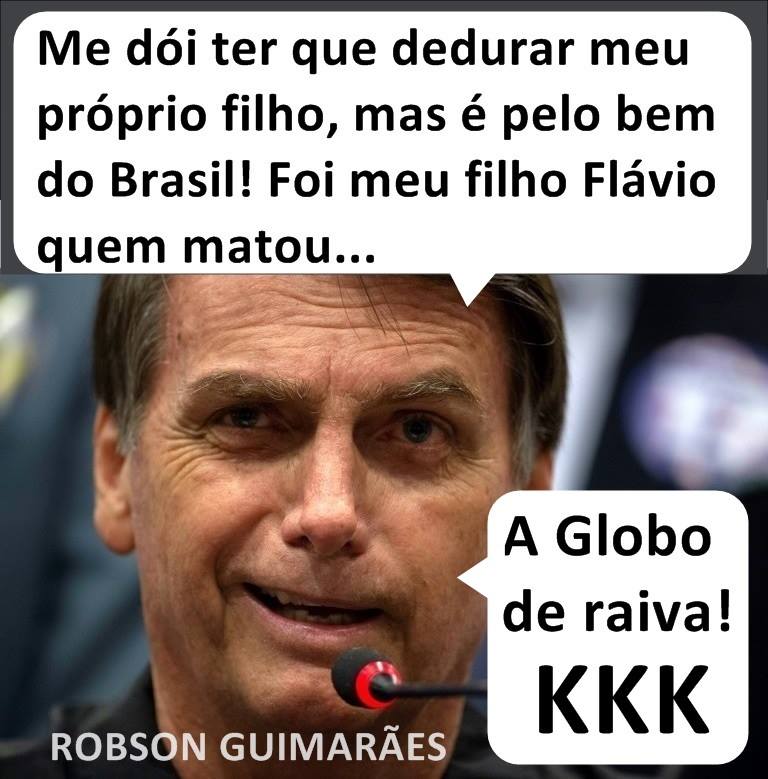 Me dói ter que dedurar meu
próprio filho, mas é pelo bem
do Brasil! Foi meu filho Flávio
quem matou...
A Globo
de raiva!
KKK
ROBSON GUIMARÃES